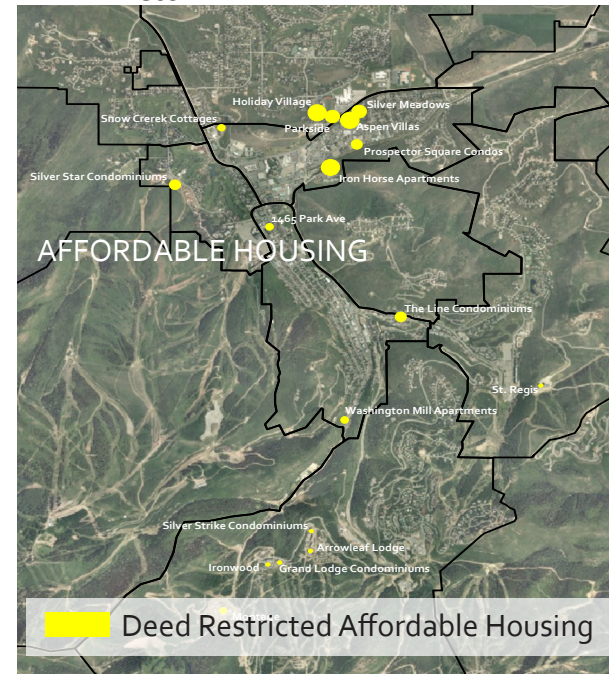 Holiday Village
Silver Meadows
Snow Crerek Cottages
Parkside
Aspen Villas
Prospector Square Condos
Silver Star Condominiums
Iron Horse Apartments
1465 Park Ave
AFFORDABLE HOUSING
The Line Condominiums
St. Regis
Washington Mill Apartments
Silver Strike Condominiums
Arrowleaf Lodge
Ironwood
Grand Lodge Condominiums
Deed Restricted Affordable Housing